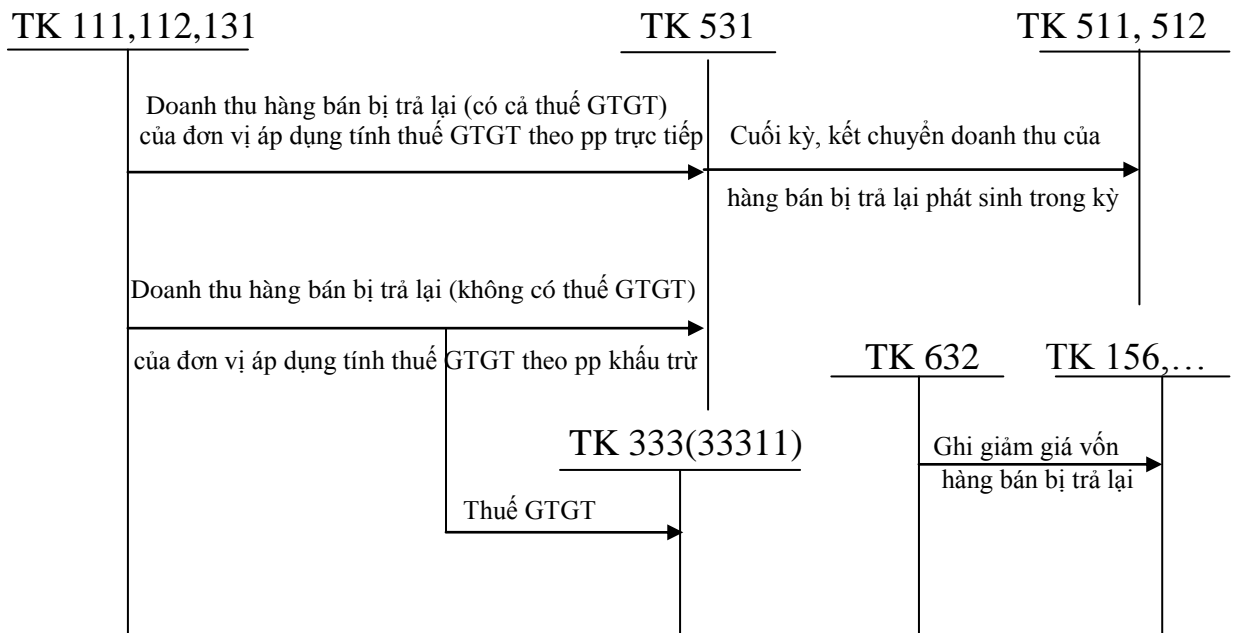 TK 111,112,131
TK 531
TK 511, 512
Doanh thu hàng bán bị trả lại (có cả thuế GTGT)
của đơn vị áp dụng tính thuế GTGT theo pp trực tiếp
Cuối kỳ, kết chuyển doanh thu của
hàng bán bị trả lại phát sinh trong kỳ
Doanh thu hàng bán bị trả lại (không có thuế GTGT)
của đơn vị áp dụng tính thuế GTGT theo pp khấu trừ
TK 632
TK 156,…
TK 333(33311)
Ghi giảm giá vốn
hàng bán bị trả lại
Thuế GTGT